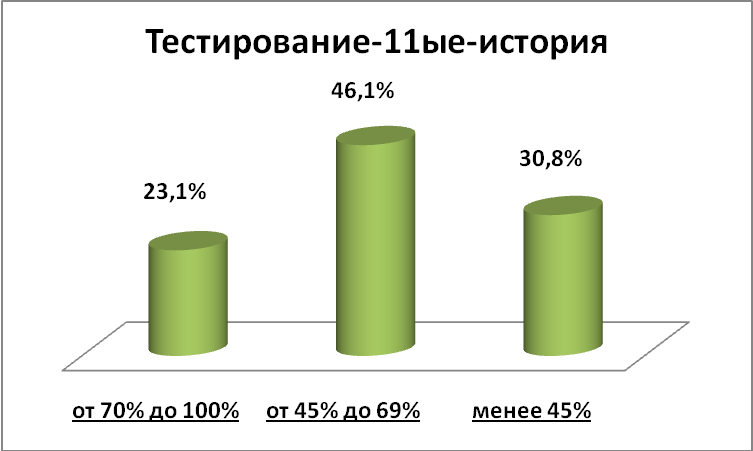 Тестирование-11ые-история
46,1%
30,8%
23,1%
от 70% до 100%
от 45% до 69%
менее 45%